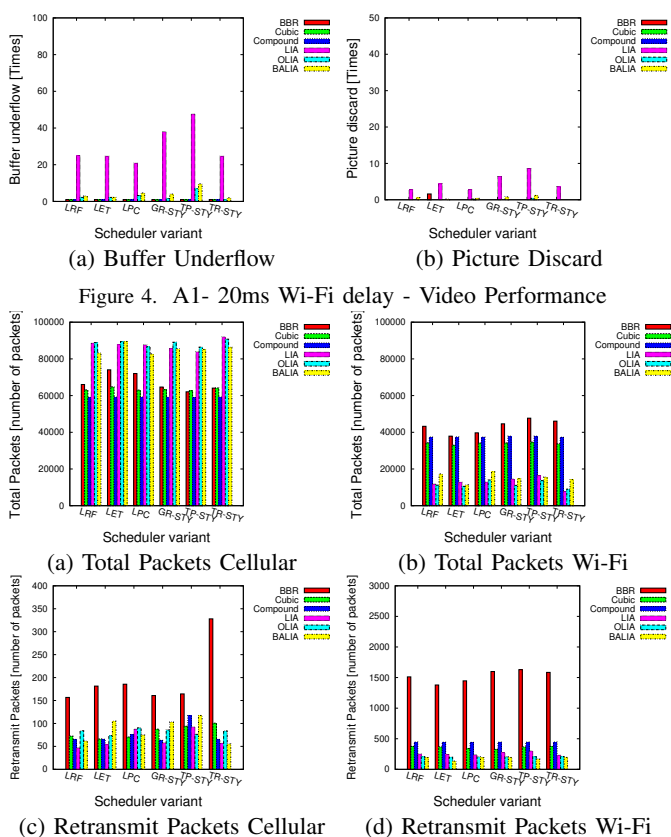 100
80
60
40
20
0
Buffer underflow [Times]
LRF LET LPC GR-STY TP-STY TR-STY
Scheduler variant
BBR
Cubic
Compound
LIA
OLIA
BALIA
(a) Buffer Underflow
50
40
30
20
10
0
Picture discard [Times]
LRF LET LPC GR-STY TP-STY TR-STY
Scheduler variant
BBR
Cubic
Compound
LIA
OLIA
BALIA
(b) Picture Discard
Figure 4. A1- 20ms Wi-Fi delay - Video Performance
100000
80000
60000
40000
20000
0
Total Packets [number of packets]
LRF LET LPC GR-STY TP-STY TR-STY
Scheduler variant
BBR
Cubic
Compound
LIA
OLIA
BALIA
(a) Total Packets Cellular
100000
80000
60000
40000
20000
0
Total Packets [number of packets]
LRF LET LPC GR-STY TP-STY TR-STY
Scheduler variant
BBR
Cubic
Compound
LIA
OLIA
BALIA
(b) Total Packets Wi-Fi
400
350
300
250
200
150
100
50
0
Retransmit Packets [number of packets]
LRF LET LPC GR-STY TP-STY TR-STY
Scheduler variant
BBR
Cubic
Compound
LIA
OLIA
BALIA
(c) Retransmit Packets Cellular
3000
2500
2000
1500
1000
500
0
Retransmit Packets [number of packets]
LRF LET LPC GR-STY TP-STY TR-STY
Scheduler variant
BBR
Cubic
Compound
LIA
OLIA
BALIA
(d) Retransmit Packets Wi-Fi